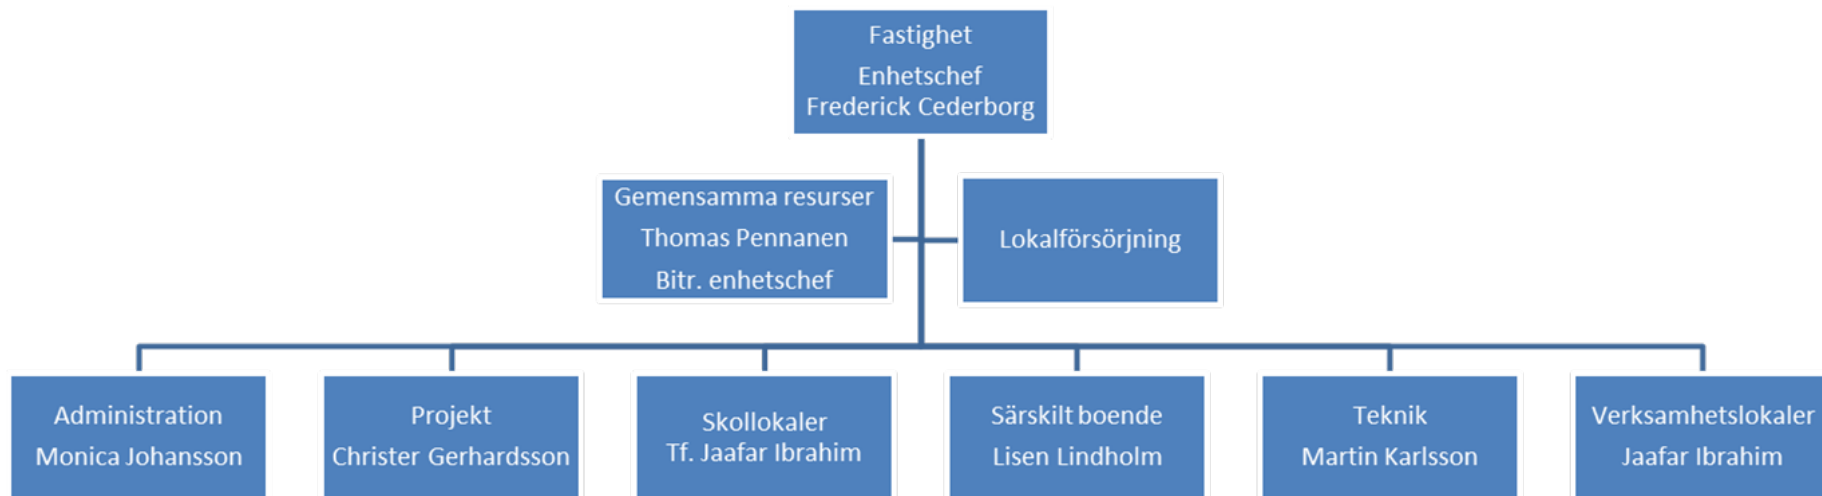 Fastighet
Enhetschef
Frederick Cederborg
Gemensamma resurser
Thomas Pennanen
Bitr. enhetschef
Lokalförsörjning
Administration
Monica Johansson
Projekt
Christer Gerhardsson
Skollokaler
Tf. Jaafar Ibrahim
Särskilt boende
Lisen Lindholm
Teknik
Martin Karlsson
Verksamhetslokaler
Jaafar Ibrahim